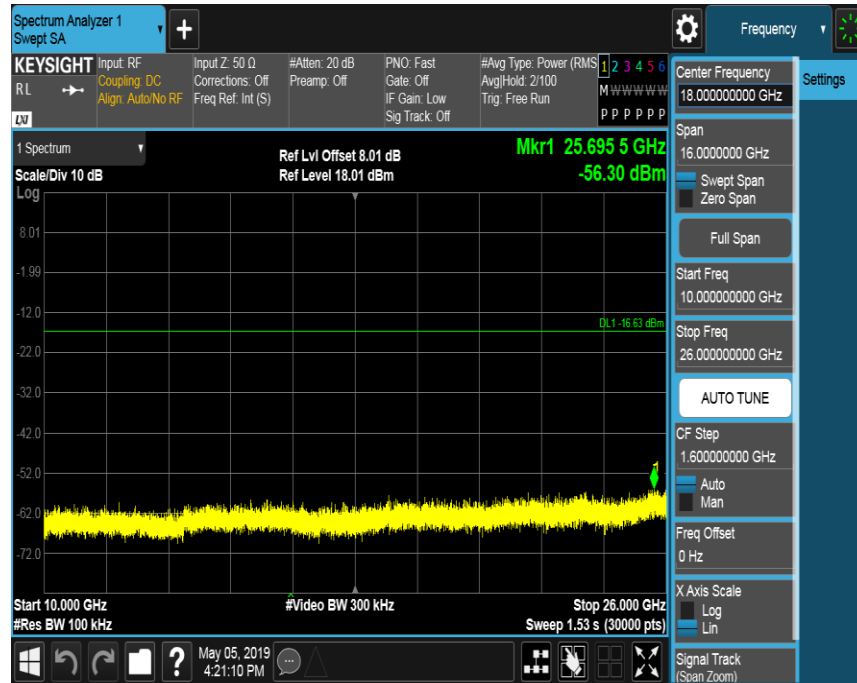 Spectrum Analyzer 1
Swept SA
+
Frequency
KEYSIGHT
RL
LXI
Input: RF
Coupling: DC
Align: Auto/No RF
Input Z: 50 Ω
Corrections: Off
Freq Ref: Int (S)
#Atten: 20 dB
Preamp: Off
PNO: Fast
Gate: Off
IF Gain: Low
Sig Track: Off
#Avg Type: Power (RMS
Avg|Hold: 2/100
Trig: Free Run
1 2 3 4 5 6
M W W W W W
P P P P P P
1 Spectrum
Scale/Div 10 dB
Ref Lvl Offset 8.01 dB
Ref Level 18.01 dBm
Mkr1 25.695 5 GHz
-56.30 dBm
Log
8.01
-1.99
-12.0
DL1 -16.63 dBm
-22.0
-32.0
-42.0
-52.0
1
-62.0
-72.0
Start 10.000 GHz
#Video BW 300 kHz
Stop 26.000 GHz
#Res BW 100 kHz
Sweep 1.53 s (30000 pts)
Center Frequency
18.000000000 GHz
Settings
Span
16.0000000 GHz
Swept Span
Zero Span
Full Span
Start Freq
10.000000000 GHz
Stop Freq
26.000000000 GHz
AUTO TUNE
CF Step
1.600000000 GHz
Auto
Man
Freq Offset
0 Hz
X Axis Scale
Log
Lin
Signal Track
(Span Zoom)
?
May 05, 2019
4:21:10 PM